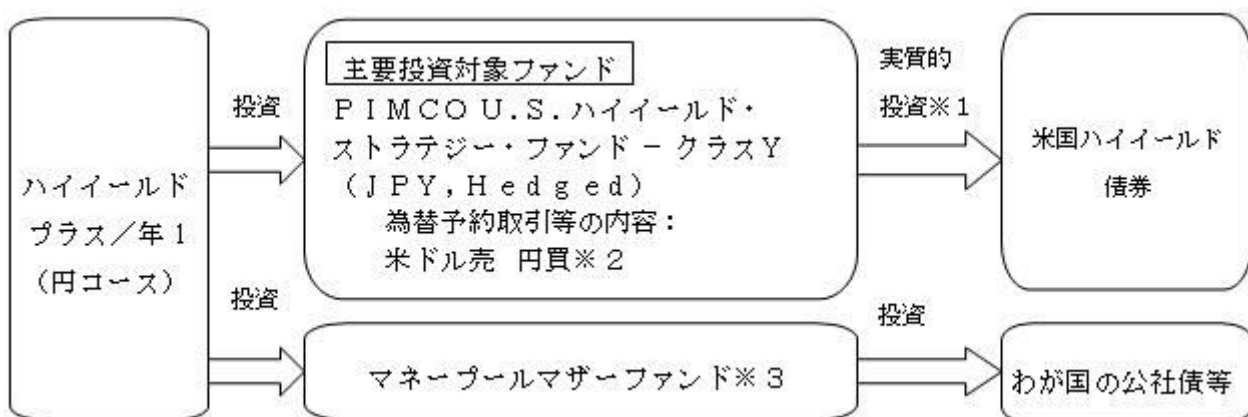 ハイイールド
プラス/年1
(円コース)
投資
主要投資対象ファンド
PIMCO U.S.ハイイールド・
ストラテジー・ファンド - クラスY
(JPY,Hedged)
為替予約取引等の内容:
米ドル売 円買※2
実質的
投資※1
米国ハイイールド
債券
投資
マネープールマザーファンド※3
投資
わが国の公社債等